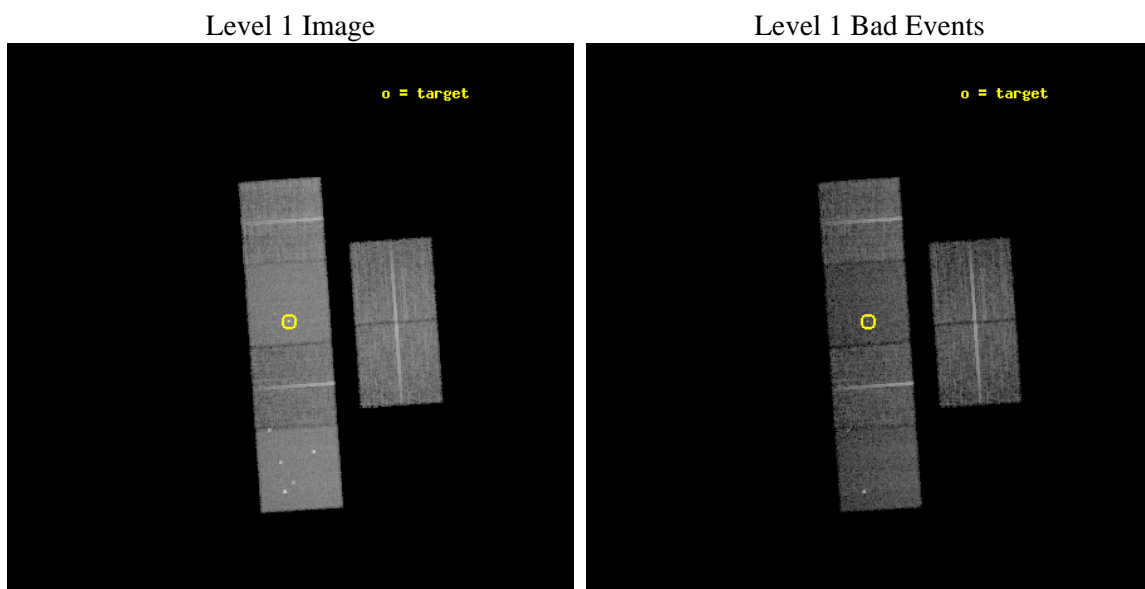 Level 1 Image
Level 1 Bad Events
o = target
o = target